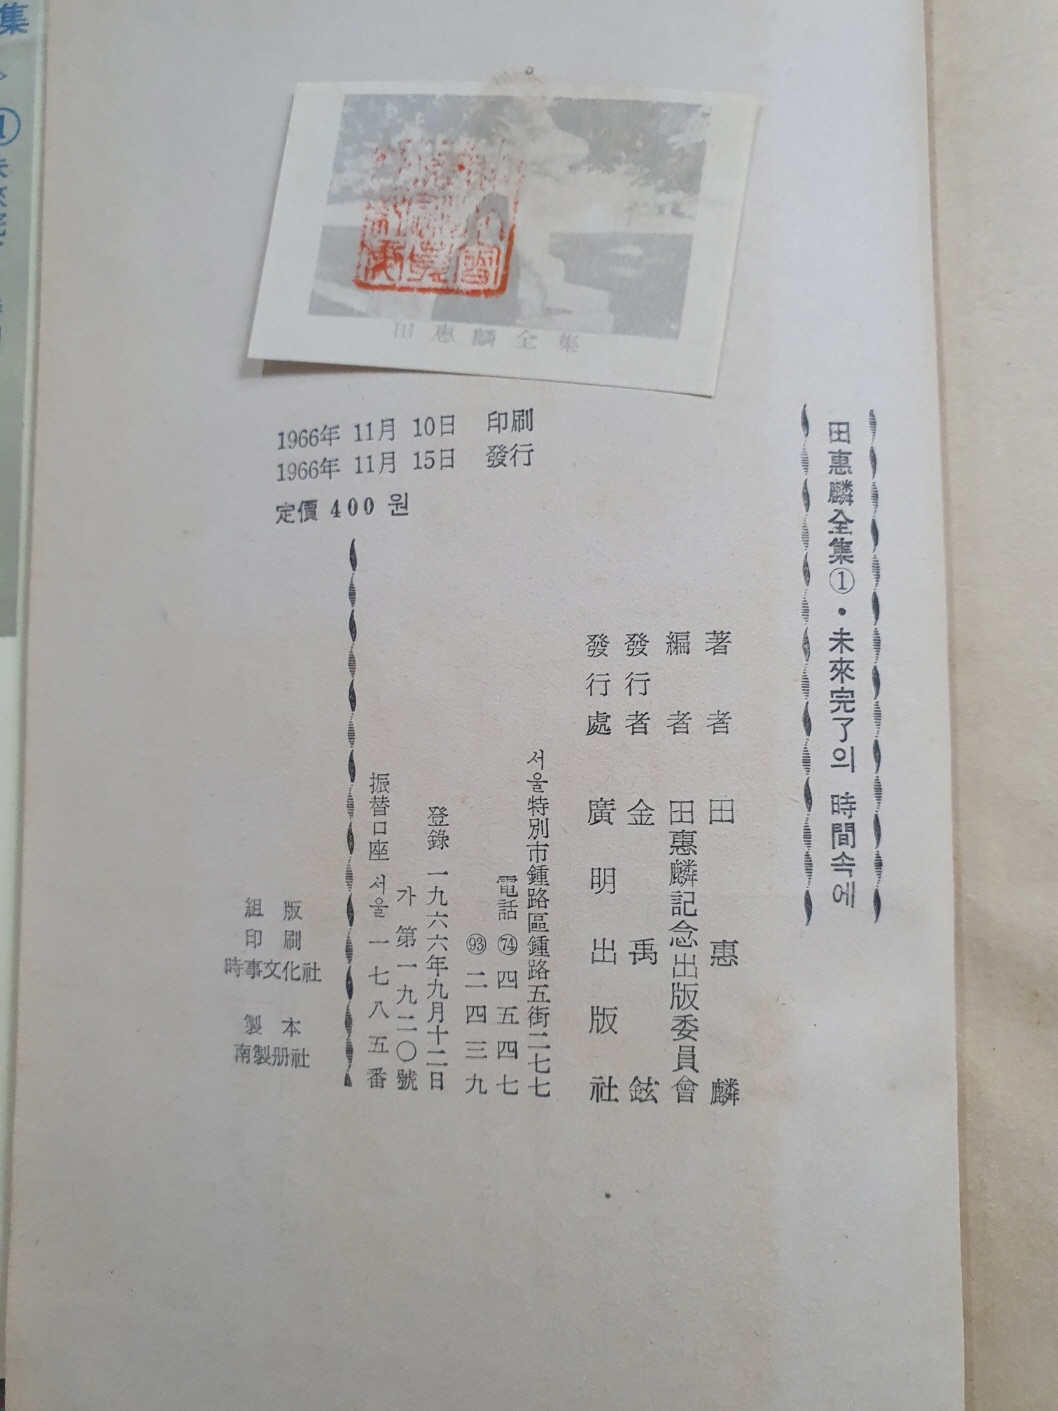 集
①
田惠麟全集
1966年 11月 10日 印刷
1966年 11月 15日 發行
定價 400 원
田惠麟全集①・未來完了의 時間속에
著者 田惠麟
編者 田惠麟記念出版委員會
發行者 金禹鉉
發行處 廣明出版社
서울特別市鍾路區鍾路五街二七七
電話 ㉔四五四七
㉓二四三九
登錄 一九六六年九月十二日
가 第一九二〇號
振替口座 서울 一七八五番
組版
印刷
時事文化社
製本
南製册社